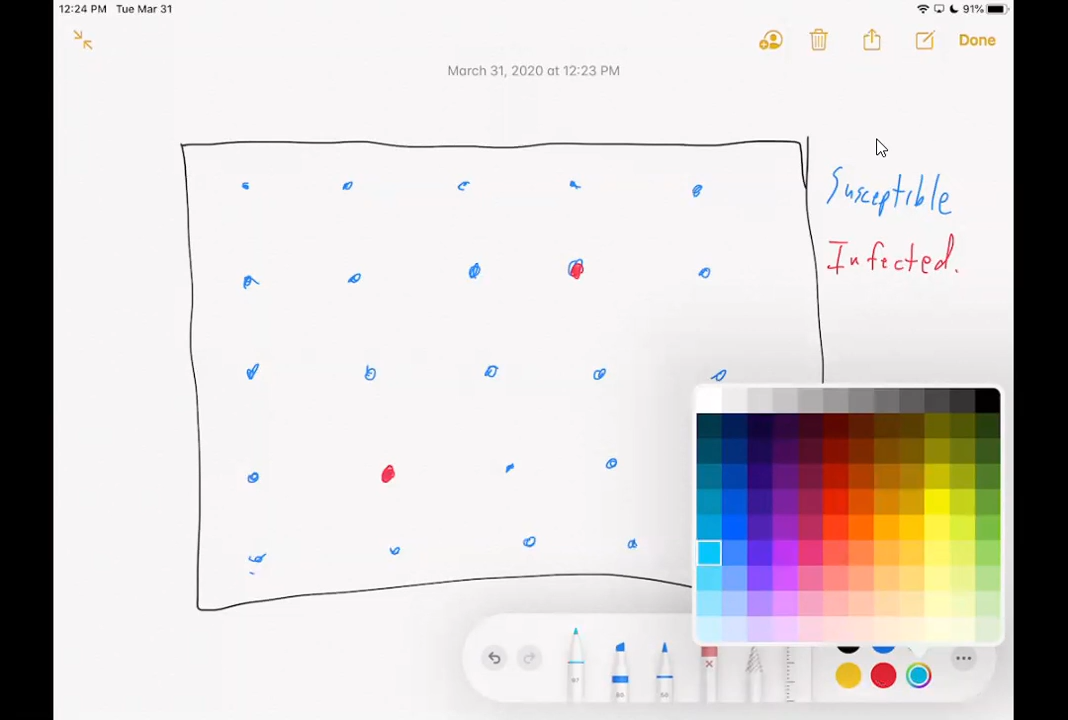 12:24 PM Tue Mar 31
91%
Done
March 31, 2020 at 12:23 PM
Susceptible
Infected.